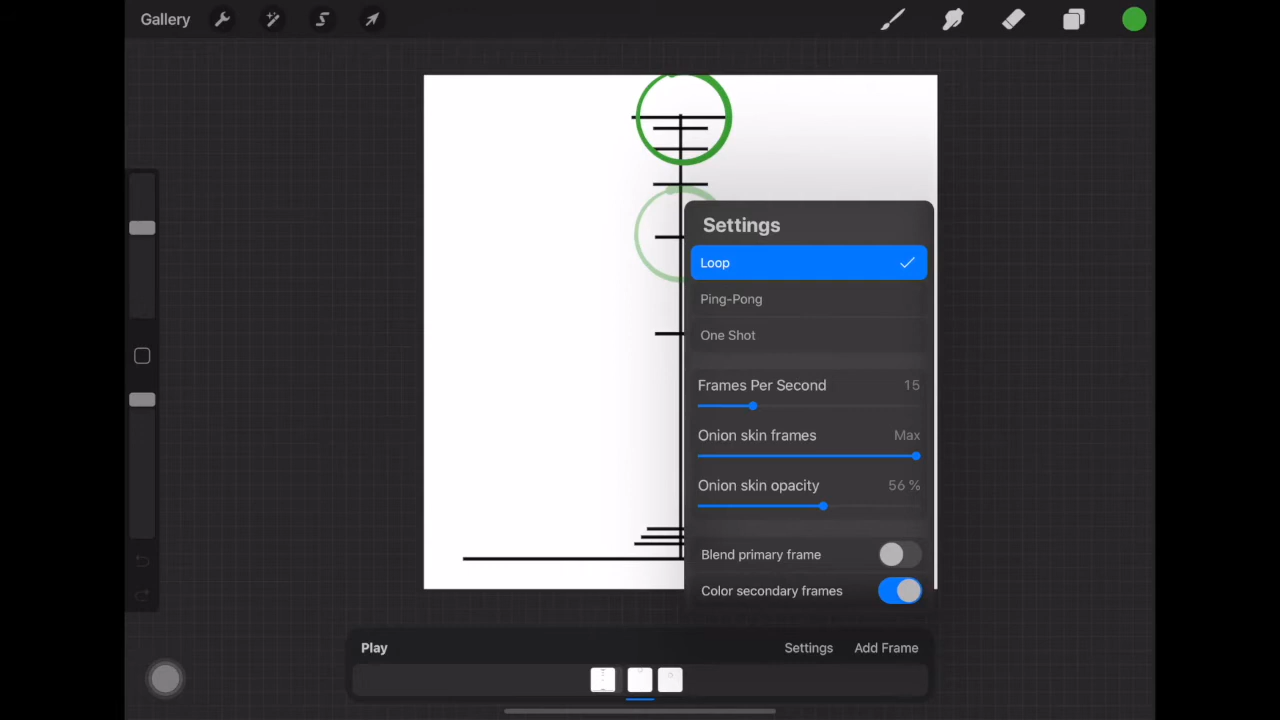 Gallery
Settings
Loop
Ping-Pong
One Shot
Frames Per Second 15
Onion skin frames Max
Onion skin opacity 56 %
Blend primary frame
Color secondary frames
Play Settings Add Frame